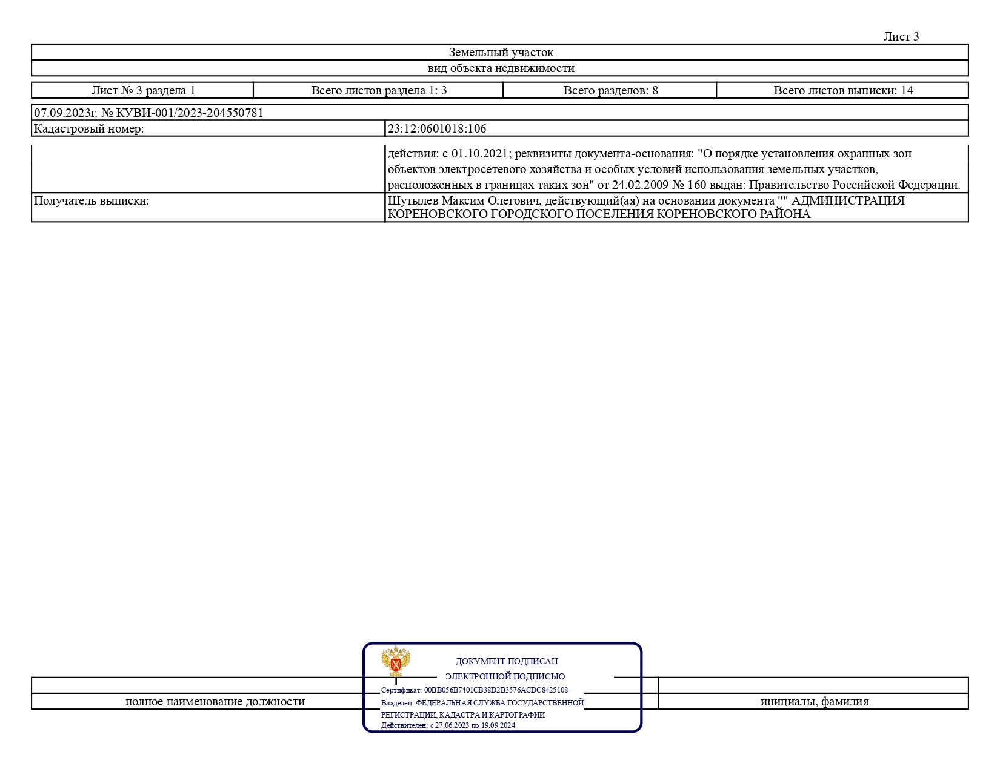 Лист 3
Земельный участок
вид объекта недвижимости
Лист № 3 раздела 1 Всего листов раздела 1: 3 Всего разделов: 8 Всего листов выписки: 14
07.09.2023г. № КУВИ-001/2023-204550781
Кадастровый номер: 23:12:0601018:106
действия: с 01.10.2021; реквизиты документа-основания: "О порядке установления охранных зон
объектов электросетевого хозяйства и особых условий использования земельных участков,
расположенных в границах таких зон" от 24.02.2009 № 160 выдан: Правительство Российской Федерации.
Получатель выписки: Шутылев Максим Олегович, действующий(ая) на основании документа "" АДМИНИСТРАЦИЯ
КОРЕНОВСКОГО ГОРОДСКОГО ПОСЕЛЕНИЯ КОРЕНОВСКОГО РАЙОНА
ДОКУМЕНТ ПОДПИСАН
ЭЛЕКТРОННОЙ ПОДПИСЬЮ
Сертификат: 00BB056B7401CB38D2B3576ACDC8425108
Владелец: ФЕДЕРАЛЬНАЯ СЛУЖБА ГОСУДАРСТВЕННОЙ
РЕГИСТРАЦИИ, КАДАСТРА И КАРТОГРАФИИ
Действителен: с 27.06.2023 по 19.09.2024
полное наименование должности инициалы, фамилия